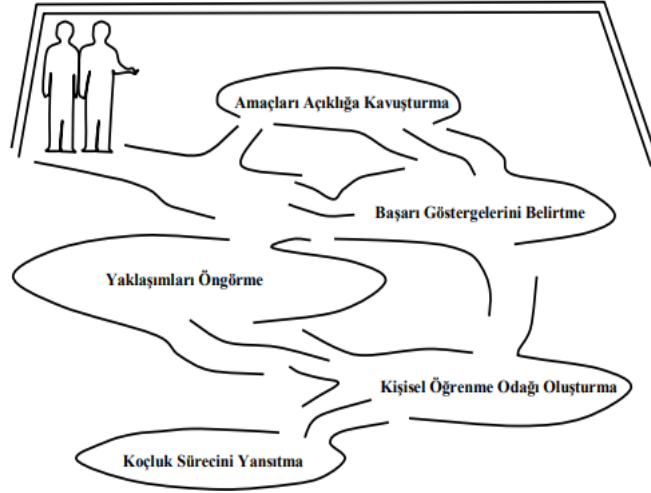 Amaçları Açıklığa Kavuşturma
Başarı Göstergelerini Belirtme
Yaklaşımları Öngörme
Kişisel Öğrenme Odağı Oluşturma
Koçluk Sürecini Yansıtma